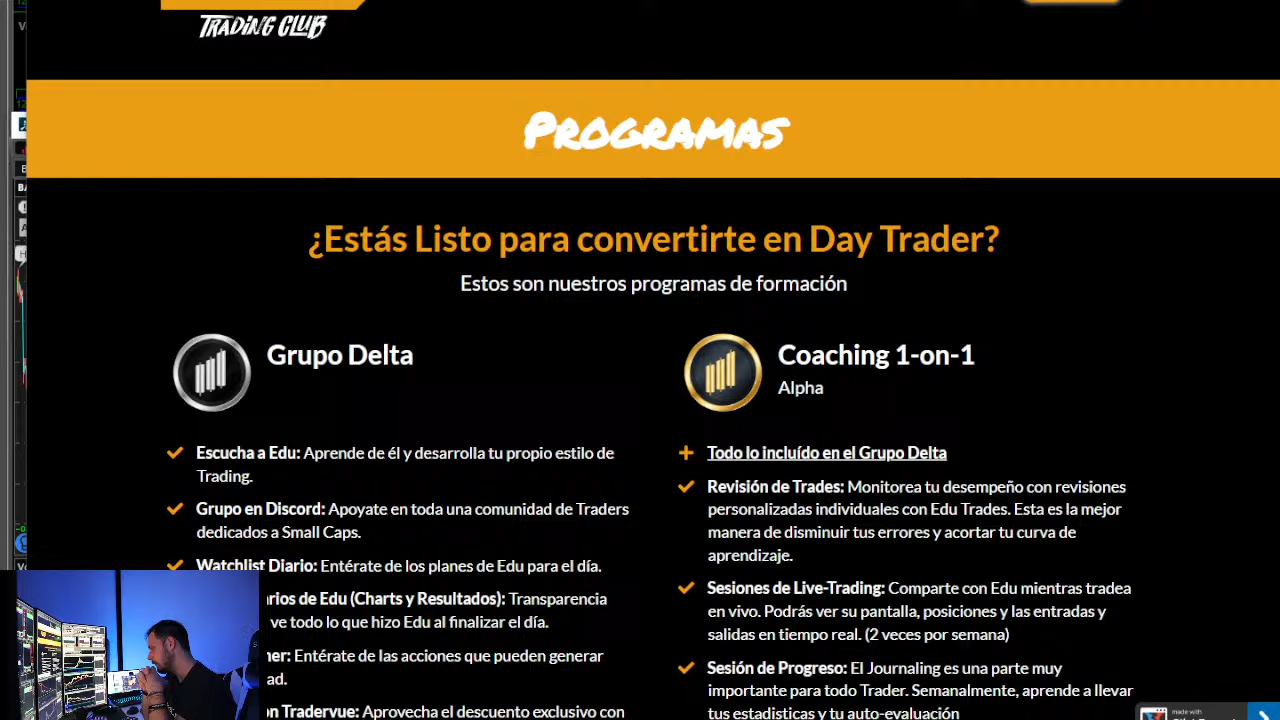 TRADING CLUB
PROGRAMAS
¿Estás Listo para convertirte en Day Trader?
Estos son nuestros programas de formación
Grupo Delta
Escucha a Edu: Aprende de él y desarrolla tu propio estilo de
Trading.
Grupo en Discord: Apoyate en toda una comunidad de Traders
dedicados a Small Caps.
Watchlist Diario: Entérate de los planes de Edu para el día.
arios de Edu (Charts y Resultados): Transparencia
ve todo lo que hizo Edu al finalizar el día.
ner: Entérate de las acciones que pueden generar
ad.
on Tradervue: Aprovecha el descuento exclusivo con
Coaching 1-on-1
Alpha
Todo lo incluído en el Grupo Delta
Revisión de Trades: Monitorea tu desempeño con revisiones
personalizadas individuales con Edu Trades. Esta es la mejor
manera de disminuir tus errores y acortar tu curva de
aprendizaje.
Sesiones de Live-Trading: Comparte con Edu mientras tradea
en vivo. Podrás ver su pantalla, posiciones y las entradas y
salidas en tiempo real. (2 veces por semana)
Sesión de Progreso: El Journaling es una parte muy
importante para todo Trader. Semanalmente, aprende a llevar
tus estadísticas y tu auto-evaluación
made with